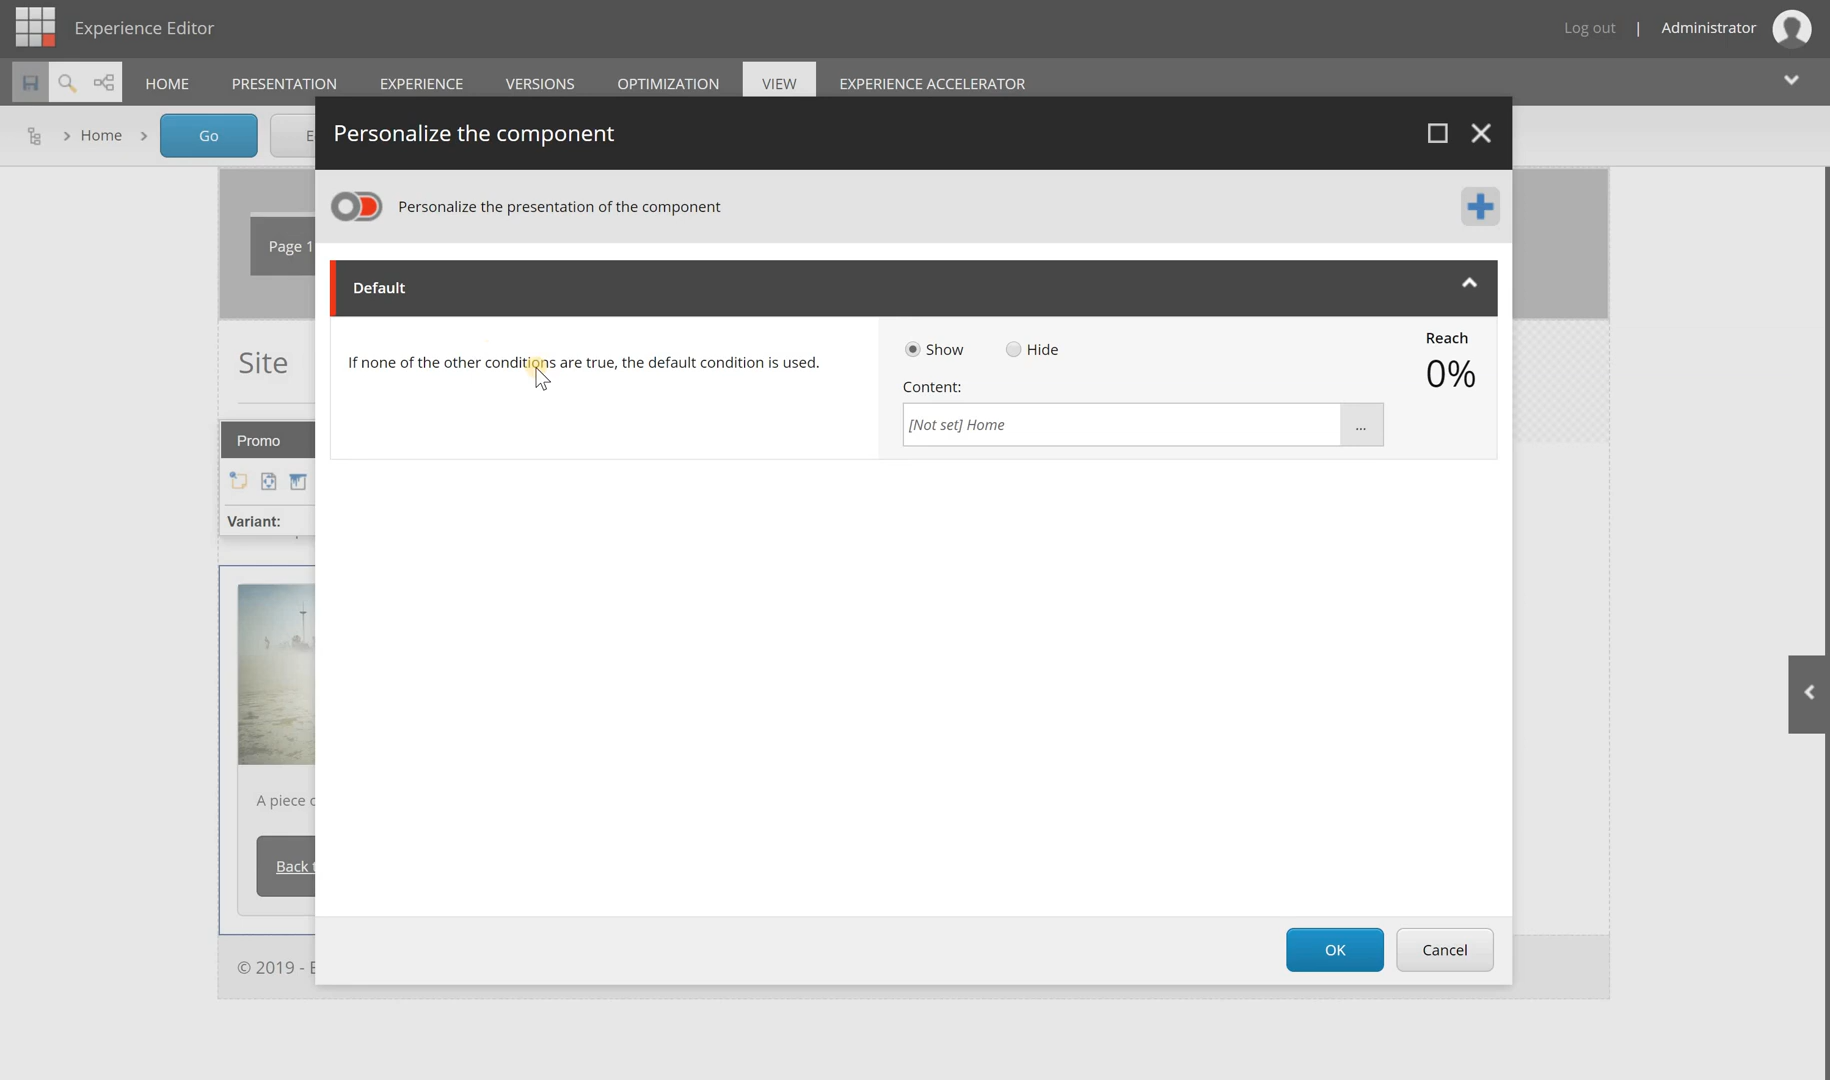 Experience Editor
Log out | Administrator
HOME PRESENTATION EXPERIENCE VERSIONS OPTIMIZATION VIEW EXPERIENCE ACCELERATOR
Home
Go
Personalize the component
Personalize the presentation of the component
Page 1
Default
If none of the other conditions are true, the default condition is used.
Show Hide
Reach
0%
Content:
[Not set] Home
...
Site
Promo
Variant:
A piece
Back
OK Cancel
© 2019 -